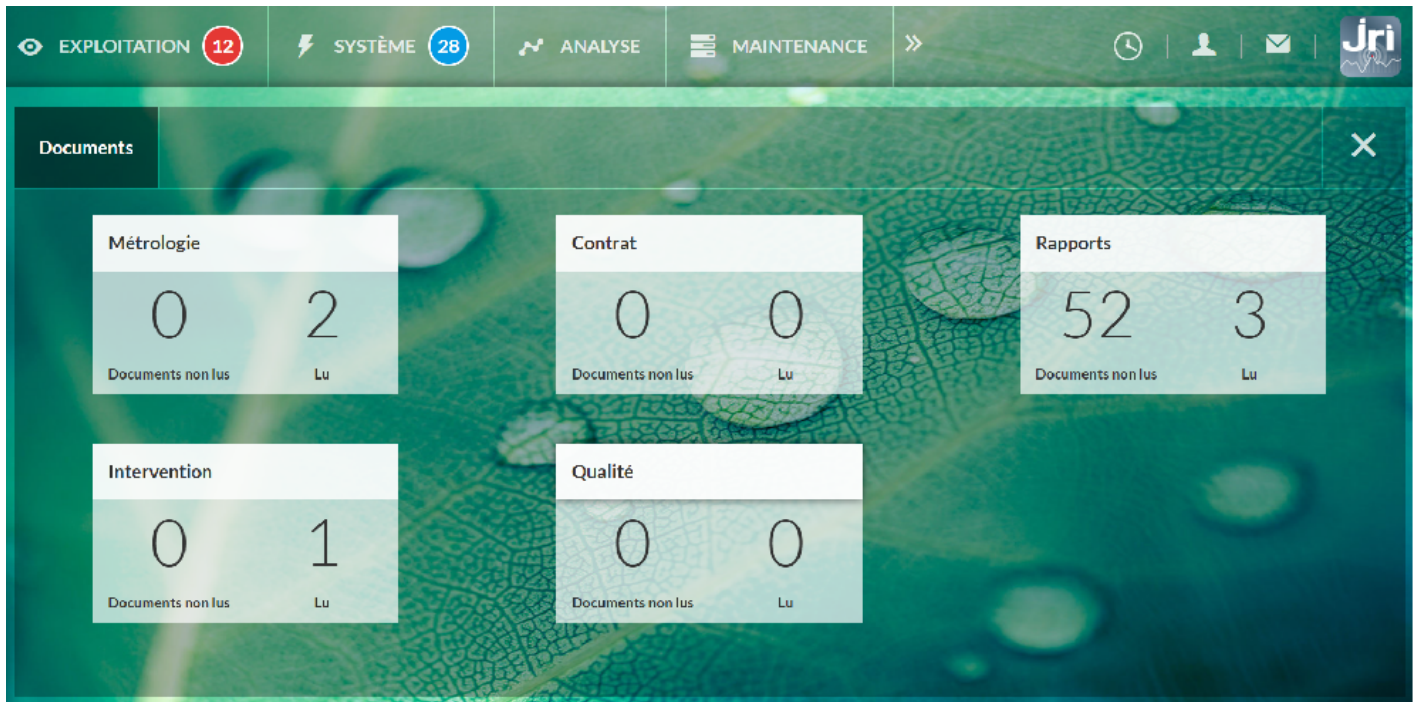 EXPLOITATION 12 SYSTÈME 28 ANALYSE MAINTENANCE » jri
Documents
Métrologie Contrat Rapports
0 2 0 0 52 3
Documents non lus Lu Documents non lus Lu Documents non lus Lu
Intervention Qualité
0 1 0 0
Documents non lus Lu Documents non lus Lu